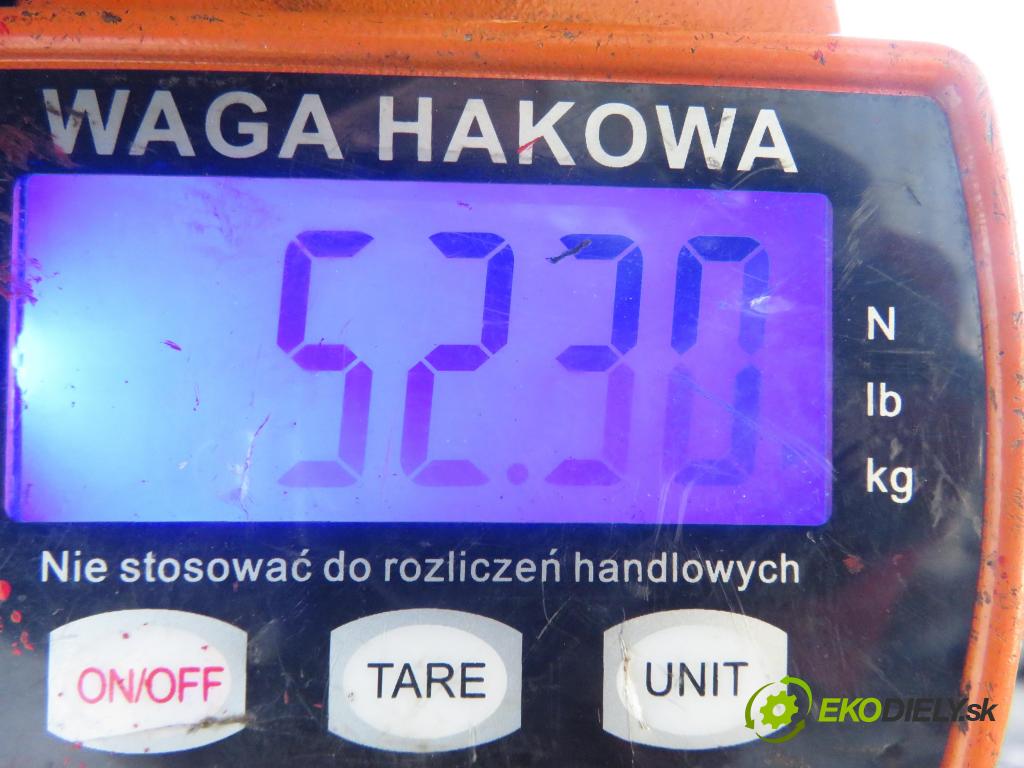 WAGA HAKOWA
52.30
N
lb
kg
Nie stosować do rozliczeń handlowych
ON/OFF TARE UNIT
EKODIELY.sk